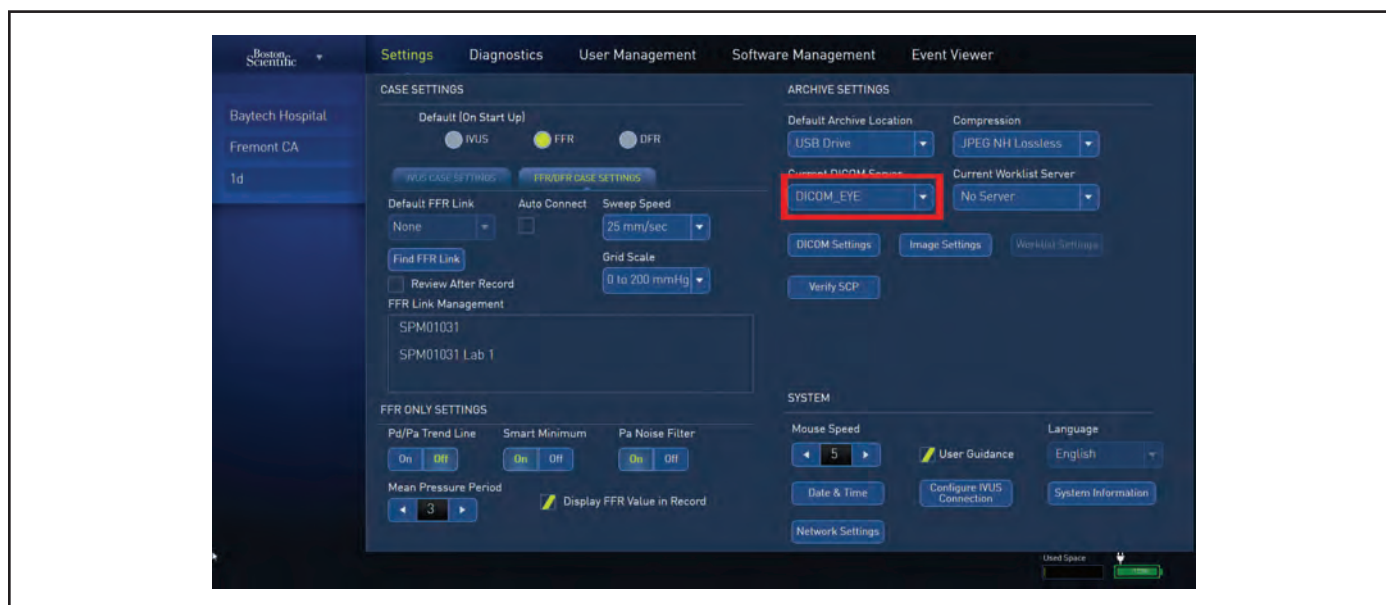 Boston Scientific
Settings Diagnostics User Management Software Management Event Viewer
Baytech Hospital
Fremont CA
1d
CASE SETTINGS
Default (On Start Up)
IVUS FFR DFR
IVUS CASE SETTINGS FFR/DFR CASE SETTINGS
Default FFR Link Auto Connect Sweep Speed
None 25 mm/sec
Find FFR Link Grid Scale
Review After Record 0 to 200 mmHg
FFR Link Management
SPM01031
SPM01031 Lab 1
FFR ONLY SETTINGS
Pd/Pa Trend Line Smart Minimum Pa Noise Filter
On Off On Off On Off
Mean Pressure Period
3 Display FFR Value in Record
ARCHIVE SETTINGS
Default Archive Location Compression
USB Drive JPEG NH Lossless
Current DICOM Server Current Worklist Server
DICOM_EYE No Server
DICOM Settings Image Settings Worklist Settings
Verify SCP
SYSTEM
Mouse Speed Language
5 User Guidance English
Date & Time Configure IVUS Connection System Information
Network Settings
Used Space